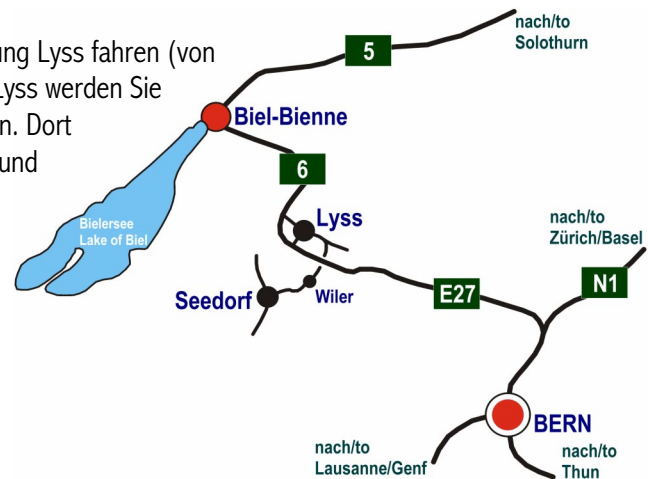 ung Lyss fahren (von
Lyss werden Sie
n. Dort
und
nach/to
Solothurn
5
Biel-Bienne
6
Bielersee
Lake of Biel
Lyss
nach/to
Zürich/Basel
Seedorf
Wiler
E27
N1
BERN
nach/to
Lausanne/Genf
nach/to
Thun